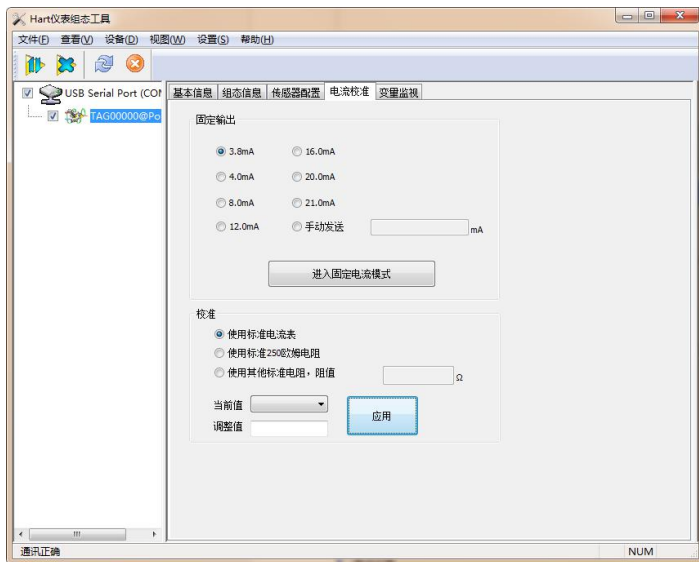 Hart仪表组态工具
文件(F) 查看(V) 设备(D) 视图(W) 设置(S) 帮助(H)
USB Serial Port (COM
TAG00000@Po
基本信息 组态信息 传感器配置 电流校准 变量监视
固定输出
3.8mA 16.0mA
4.0mA 20.0mA
8.0mA 21.0mA
12.0mA 手动发送 mA
进入固定电流模式
校准
使用标准电流表
使用标准250欧姆电阻
使用其他标准电阻，阻值 Ω
当前值
应用
调整值
通讯正确 NUM